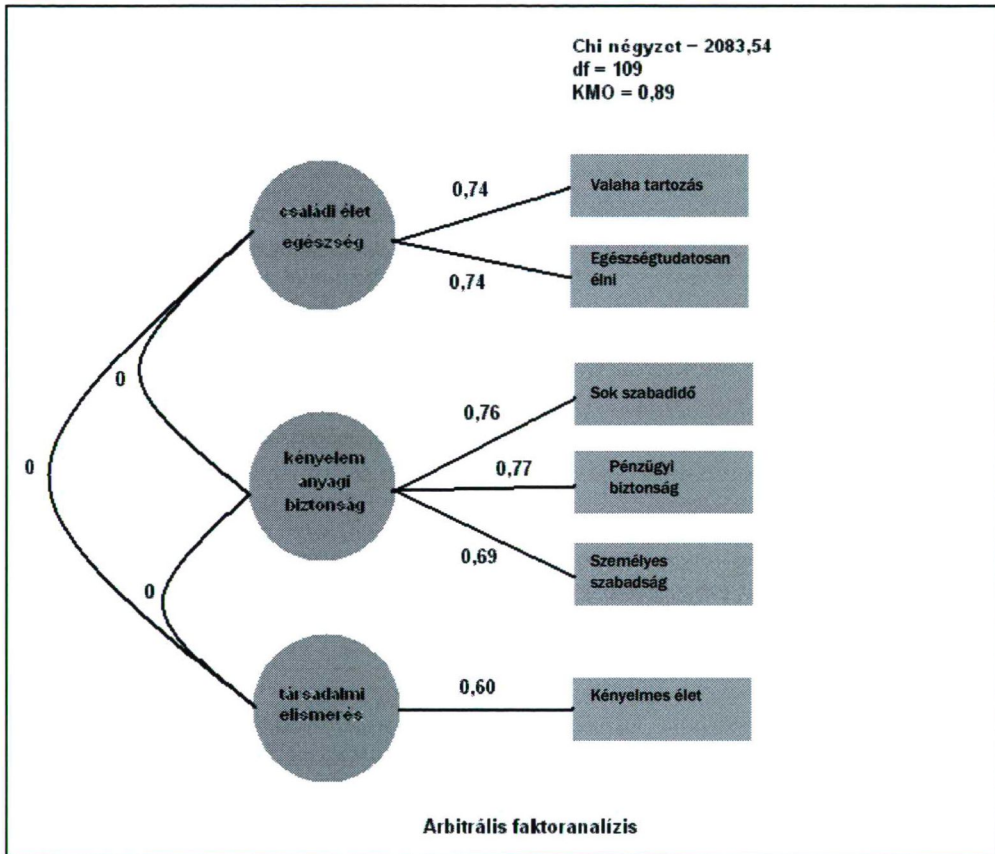 Chi négyzet – 2083,54
df = 109
KMO = 0,89
családi élet
egészség
0,74
Valaha tartozás
0,74
Egészségtudatosan
élni
0
0
kényelem
anyagi
biztonság
0,76
Sok szabadidő
0,77
Pénzügyi
biztonság
0,69
Személyes
szabadság
0
társadalmi
elismerés
0,60
Kényelmes élet
Arbitrális faktoranalízis